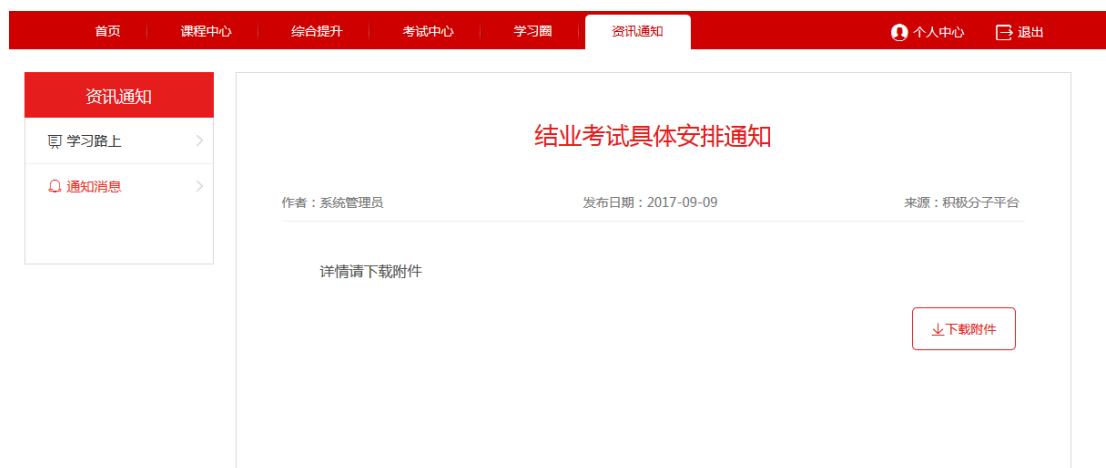 首页 课程中心 综合提升 考试中心 学习圈 资讯通知 个人中心 退出
资讯通知
学习路上
通知消息
结业考试具体安排通知
作者：系统管理员 发布日期：2017-09-09 来源：积极分子平台
详情请下载附件
下载附件